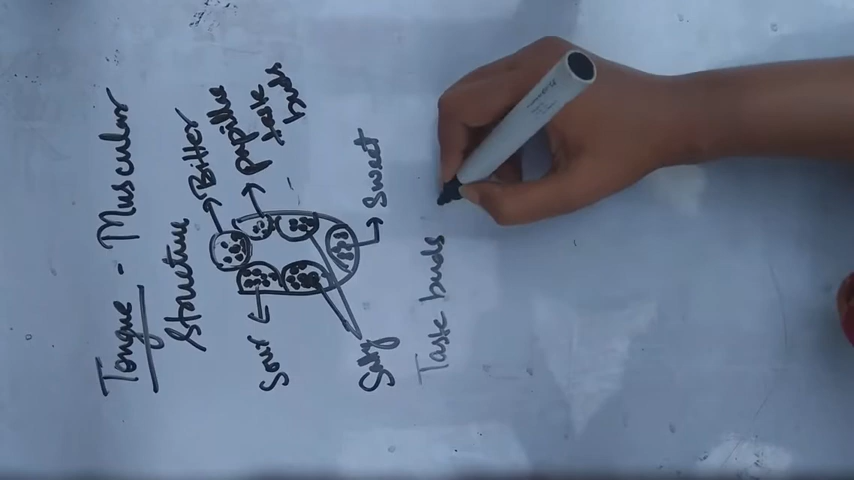 Tongue - Muscular
Structure
Bitter
papillae
taste
buds
Sour
Sweet
Salty
Taste buds